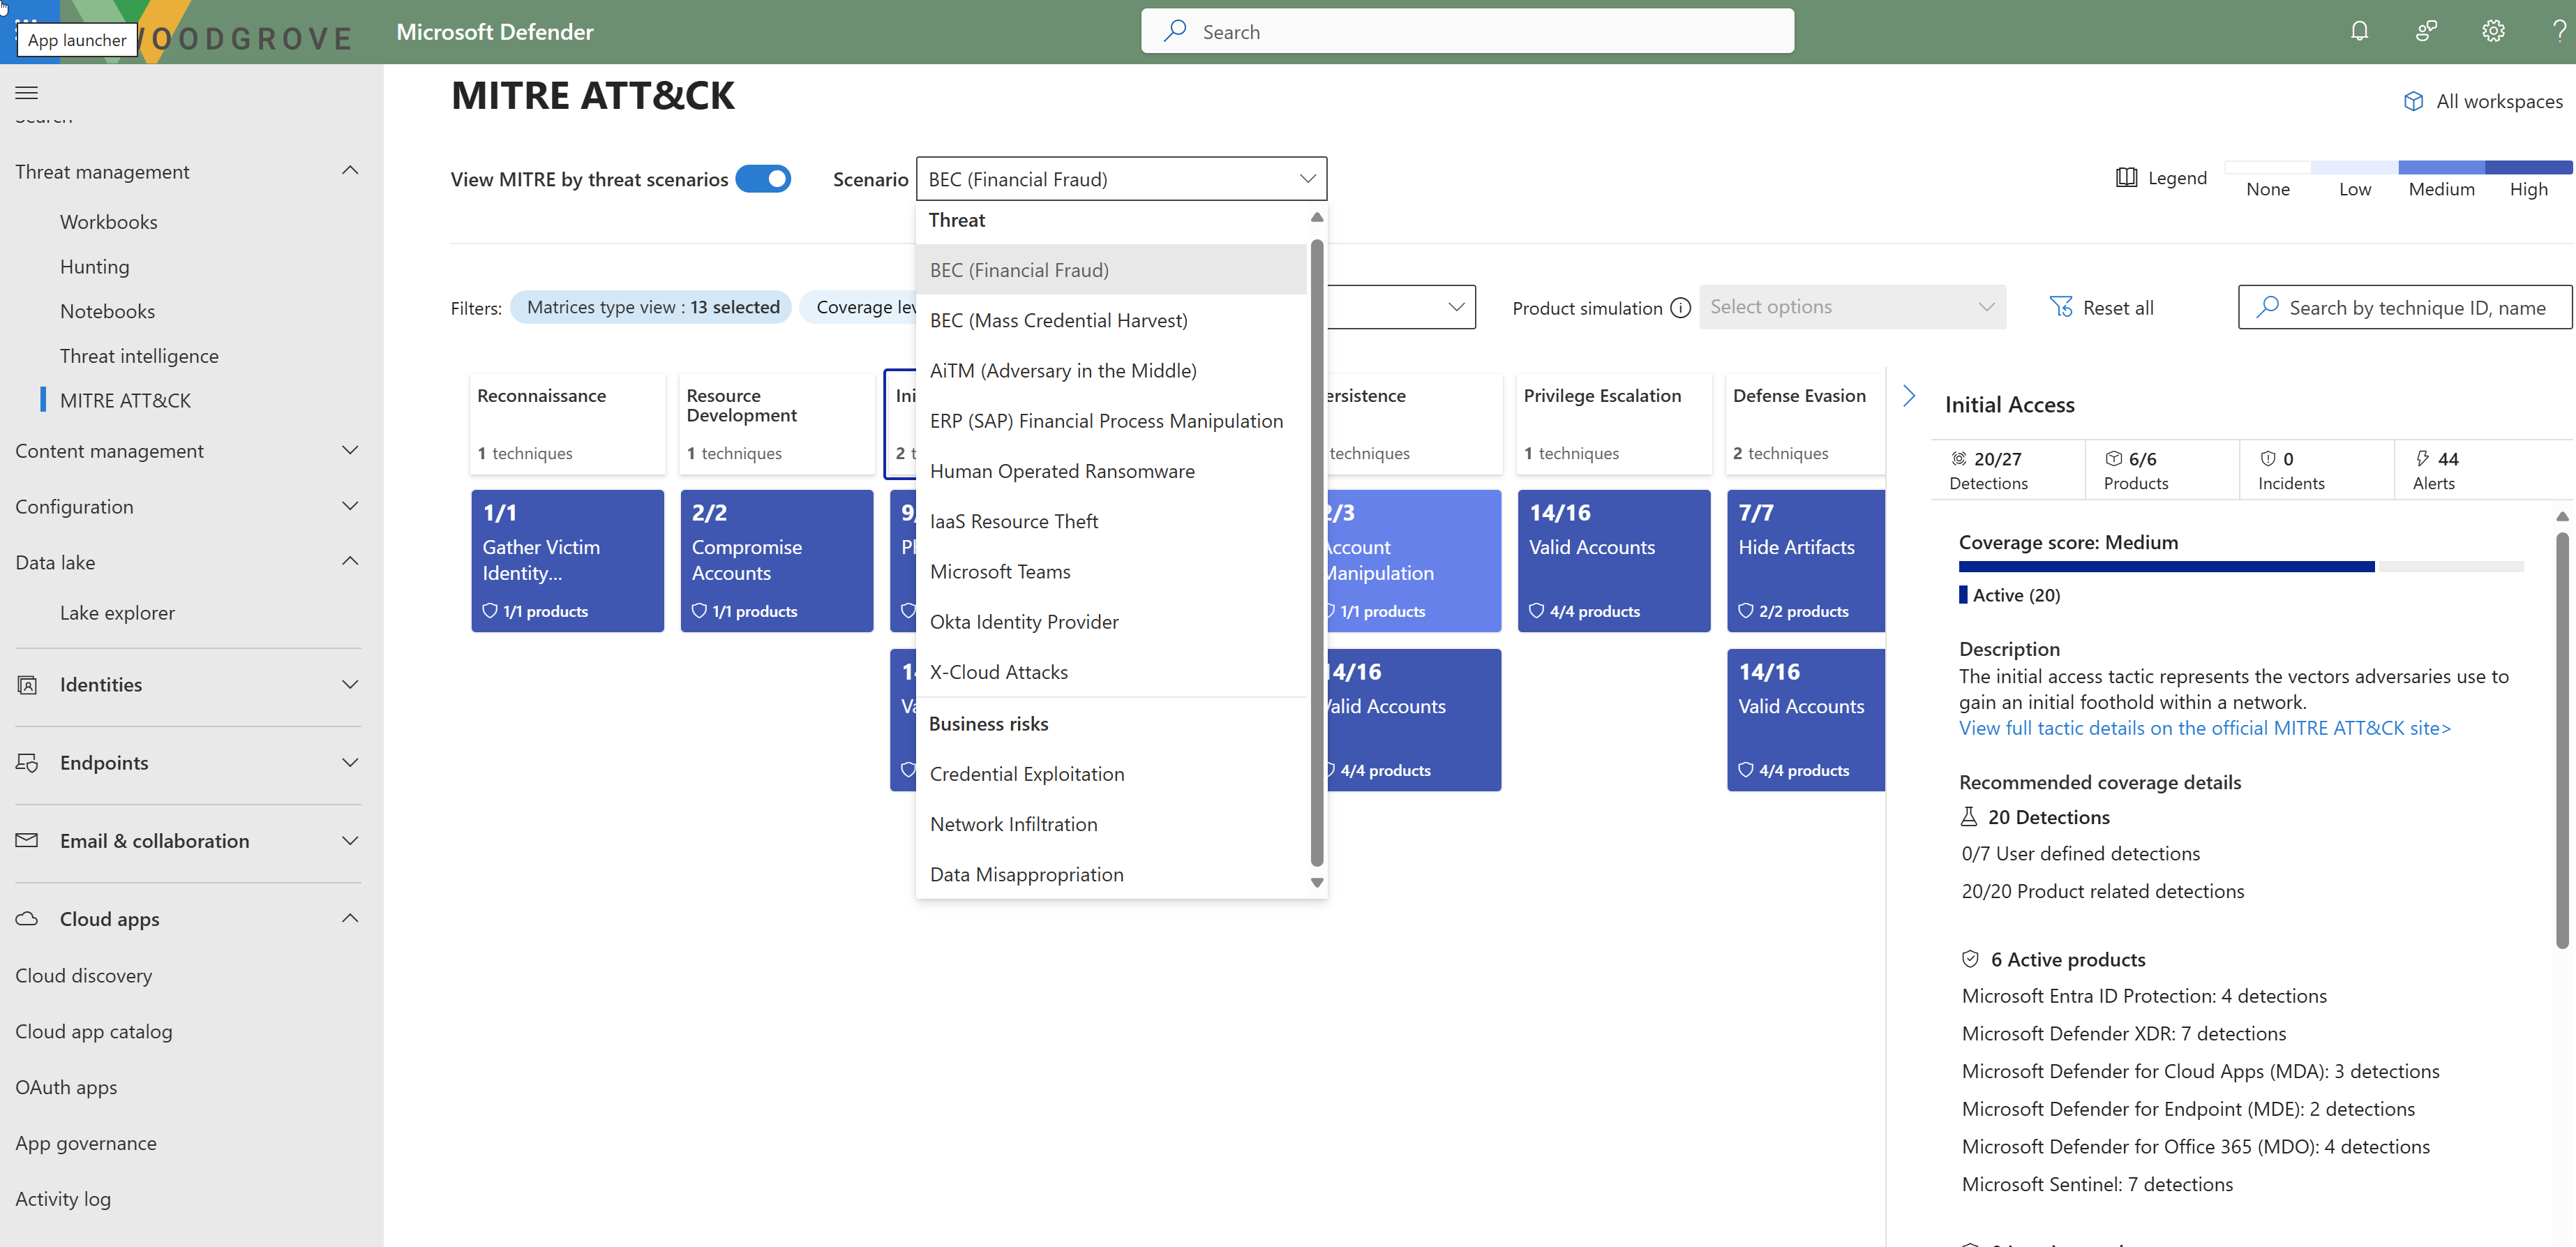 App launcher
OODGROVE
Microsoft Defender
Search
Search
Threat management
Workbooks
Hunting
Notebooks
Threat intelligence
MITRE ATT&CK
Content management
Configuration
Data lake
Lake explorer
Identities
Endpoints
Email & collaboration
Cloud apps
Cloud discovery
Cloud app catalog
OAuth apps
App governance
Activity log
MITRE ATT&CK
All workspaces
View MITRE by threat scenarios
Scenario
BEC (Financial Fraud)
Legend
None
Low
Medium
High
Threat
BEC (Financial Fraud)
BEC (Mass Credential Harvest)
AiTM (Adversary in the Middle)
ERP (SAP) Financial Process Manipulation
Human Operated Ransomware
IaaS Resource Theft
Microsoft Teams
Okta Identity Provider
X-Cloud Attacks
Business risks
Credential Exploitation
Network Infiltration
Data Misappropriation
Filters:
Matrices type view : 13 selected
Coverage lev
Product simulation
Select options
Reset all
Search by technique ID, name
Reconnaissance
1 techniques
1/1
Gather Victim
Identity...
1/1 products
Resource
Development
1 techniques
2/2
Compromise
Accounts
1/1 products
Ini
2 t
9
Pl
1
Va
ersistence
techniques
2/3
Account
Manipulation
1/1 products
14/16
Valid Accounts
4/4 products
Privilege Escalation
1 techniques
14/16
Valid Accounts
4/4 products
Defense Evasion
2 techniques
7/7
Hide Artifacts
2/2 products
14/16
Valid Accounts
4/4 products
Initial Access
20/27
Detections
6/6
Products
0
Incidents
44
Alerts
Coverage score: Medium
Active (20)
Description
The initial access tactic represents the vectors adversaries use to
gain an initial foothold within a network.
View full tactic details on the official MITRE ATT&CK site>
Recommended coverage details
20 Detections
0/7 User defined detections
20/20 Product related detections
6 Active products
Microsoft Entra ID Protection: 4 detections
Microsoft Defender XDR: 7 detections
Microsoft Defender for Cloud Apps (MDA): 3 detections
Microsoft Defender for Endpoint (MDE): 2 detections
Microsoft Defender for Office 365 (MDO): 4 detections
Microsoft Sentinel: 7 detections